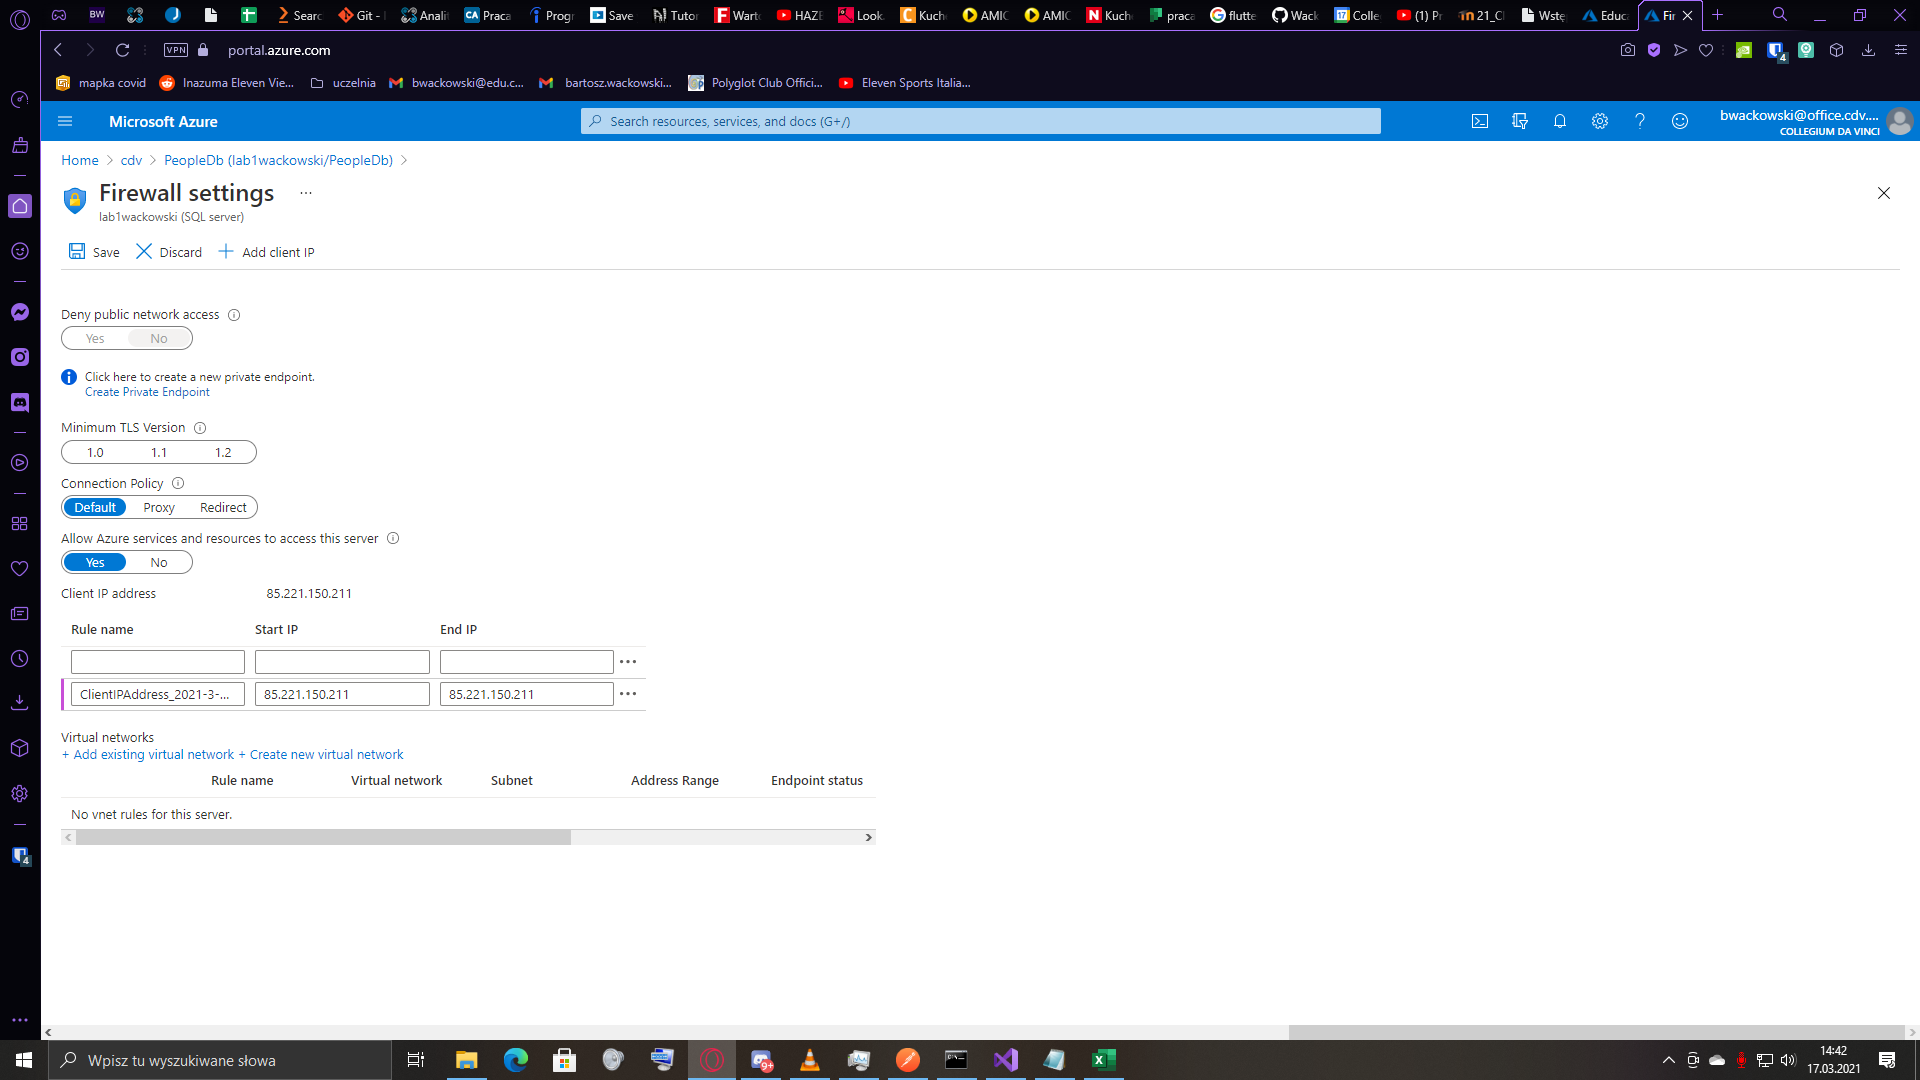 BW
Searc
Git -
Anali
CA
Praca
Progr
Save
Tutor
Warto
HAZE
Look
Kuch
AMIC
AMIC
Kuch
praca
flutte
Wack
17
Colle
(1) Pr
21_C
Wstę
Educa
Fir
VPN
portal.azure.com
4
mapka covid
Inazuma Eleven Vie...
uczelnia
bwackowski@edu.c...
bartosz.wackowski...
Polyglot Club Offici...
Eleven Sports Italia...
Microsoft Azure
Search resources, services, and docs (G+/)
bwackowski@office.cdv....
COLLEGIUM DA VINCI
Home > cdv > PeopleDb (lab1wackowski/PeopleDb) >
Firewall settings ...
lab1wackowski (SQL server)
Save
Discard
Add client IP
Deny public network access
Yes No
Click here to create a new private endpoint.
Create Private Endpoint
Minimum TLS Version
1.0 1.1 1.2
Connection Policy
Default Proxy Redirect
Allow Azure services and resources to access this server
Yes No
Client IP address 85.221.150.211
Rule name Start IP End IP
ClientIPAddress_2021-3-... 85.221.150.211 85.221.150.211
Virtual networks
+ Add existing virtual network + Create new virtual network
Rule name Virtual network Subnet Address Range Endpoint status
No vnet rules for this server.
4
Wpisz tu wyszukiwane słowa
9+
14:42
17.03.2021